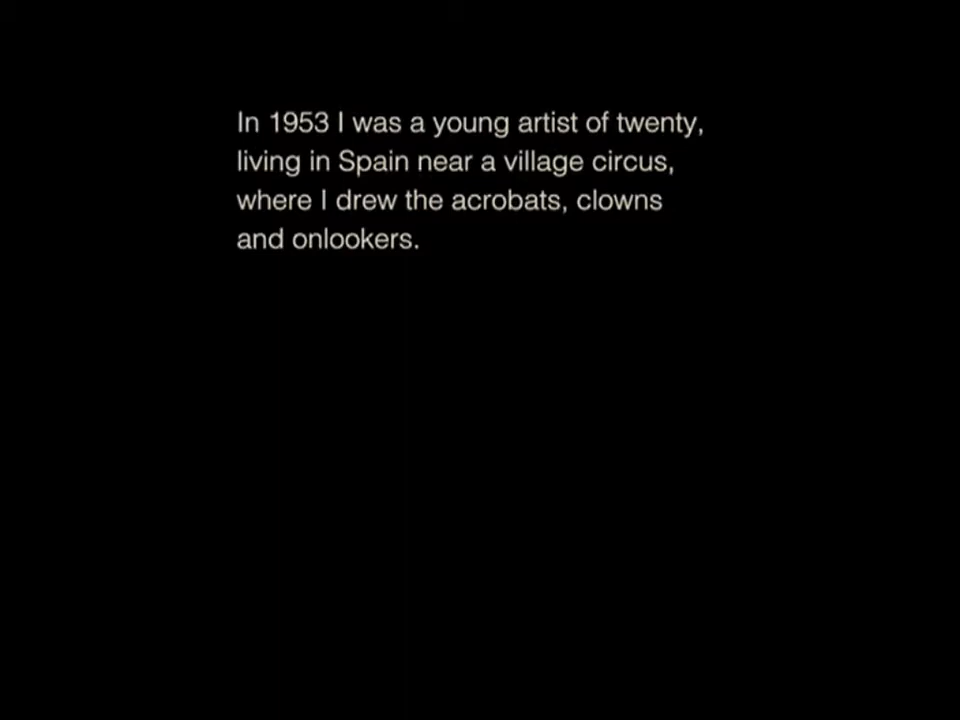 In 1953 I was a young artist of twenty,
living in Spain near a village circus,
where I drew the acrobats, clowns
and onlookers.